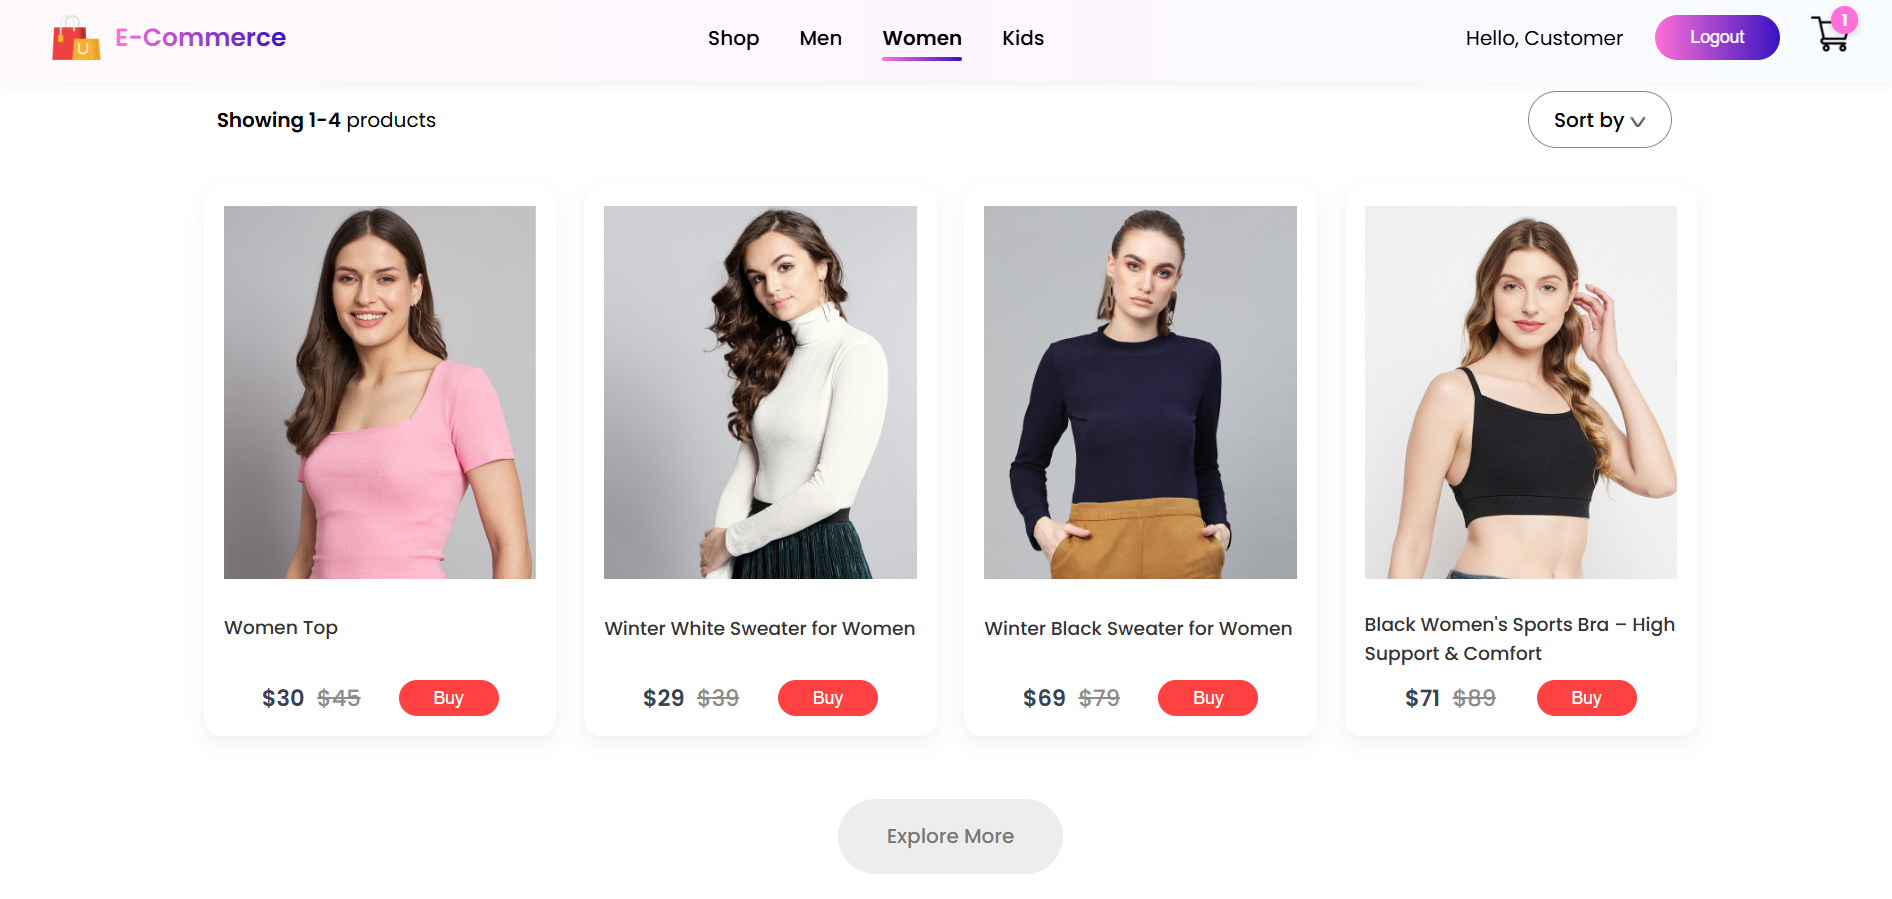 E-Commerce
Shop Men Women Kids
Hello, Customer
Logout
1
Showing 1-4 products
Sort by
Women Top
$30 $45 Buy
Winter White Sweater for Women
$29 $39 Buy
Winter Black Sweater for Women
$69 $79 Buy
Black Women's Sports Bra – High
Support & Comfort
$71 $89 Buy
Explore More